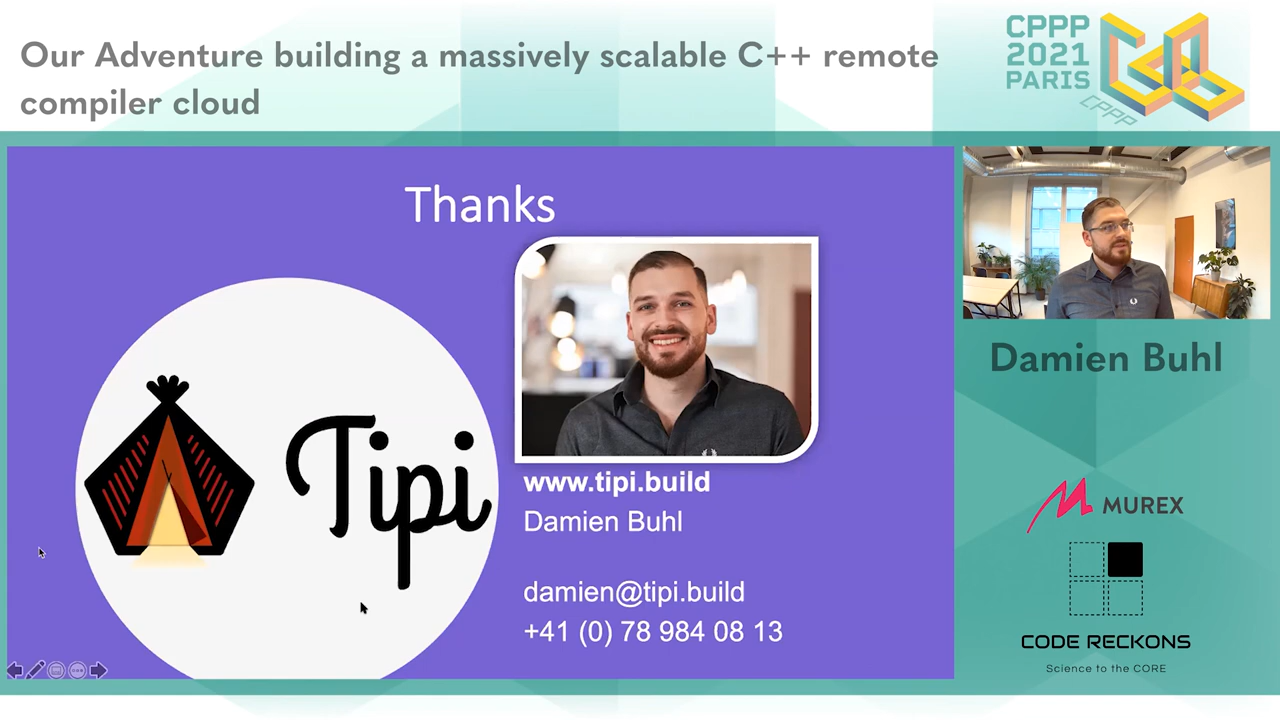 Our Adventure building a massively scalable C++ remote
compiler cloud
CPPP
2021
PARIS
CPPP
Thanks
Tipi
www.tipi.build
Damien Buhl
damien@tipi.build
+41 (0) 78 984 08 13
Damien Buhl
MUREX
CODE RECKONS
Science to the CORE